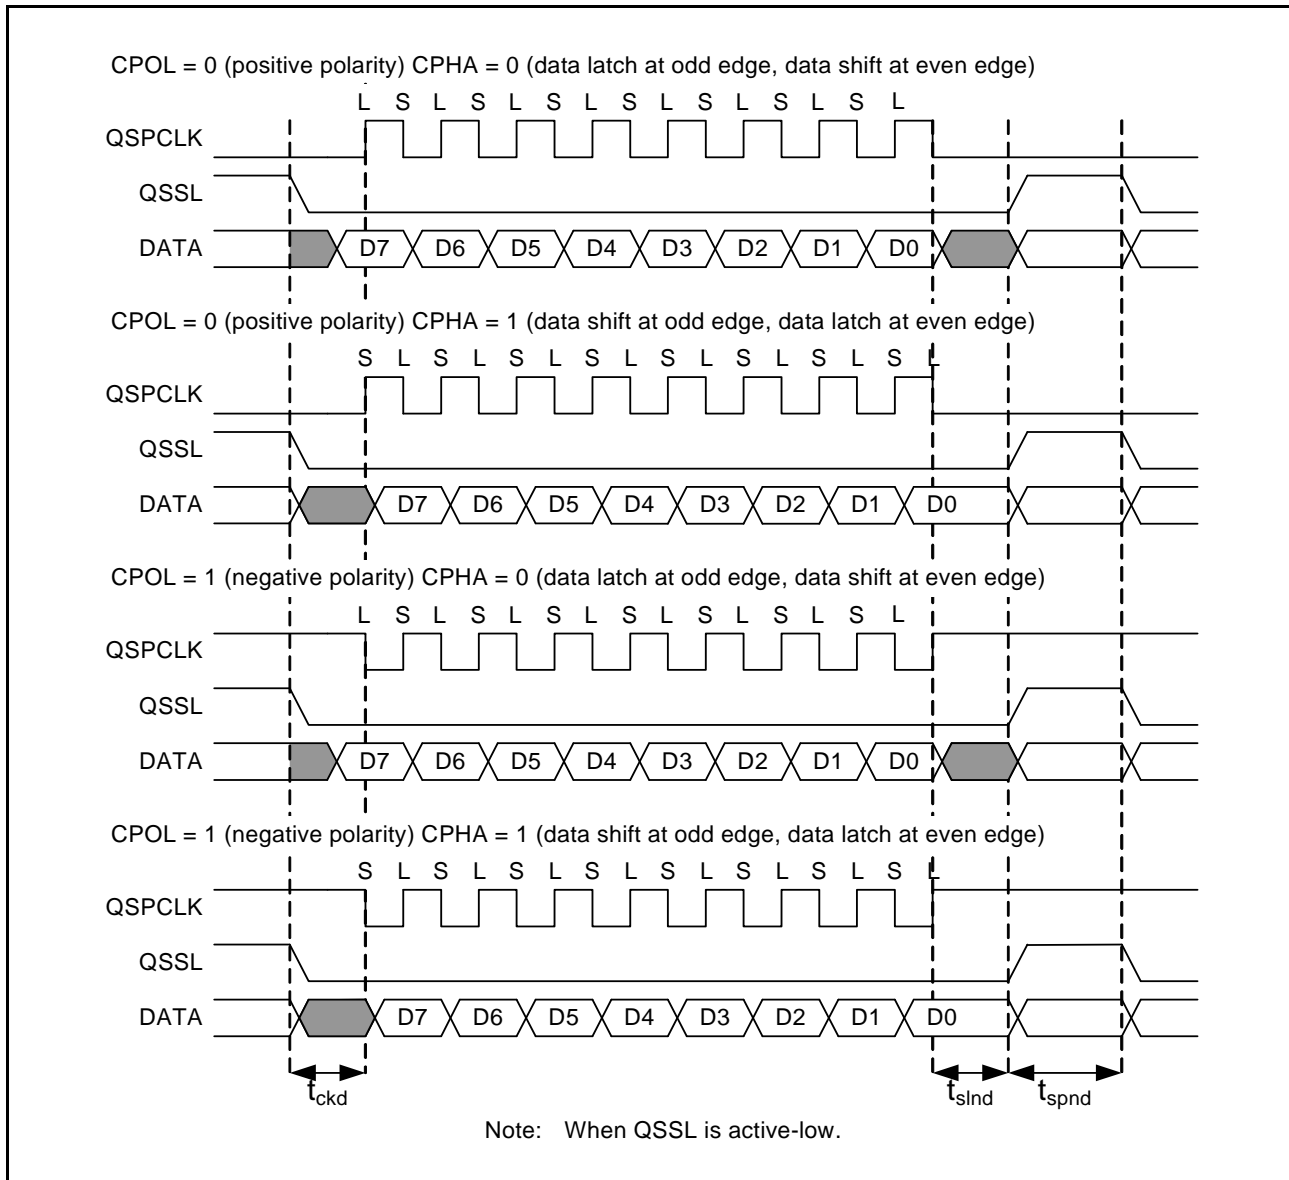 CPOL = 0 (positive polarity) CPHA = 0 (data latch at odd edge, data shift at even edge)
L S L S L S L S L S L S L S L
QSPCLK
QSSL
DATA D7 D6 D5 D4 D3 D2 D1 D0
CPOL = 0 (positive polarity) CPHA = 1 (data shift at odd edge, data latch at even edge)
S L S L S L S L S L S L S L S L
QSPCLK
QSSL
DATA D7 D6 D5 D4 D3 D2 D1 D0
CPOL = 1 (negative polarity) CPHA = 0 (data latch at odd edge, data shift at even edge)
L S L S L S L S L S L S L S L
QSPCLK
QSSL
DATA D7 D6 D5 D4 D3 D2 D1 D0
CPOL = 1 (negative polarity) CPHA = 1 (data shift at odd edge, data latch at even edge)
S L S L S L S L S L S L S L S L
QSPCLK
QSSL
DATA D7 D6 D5 D4 D3 D2 D1 D0
tckd tslnd tspnd
Note: When QSSL is active-low.